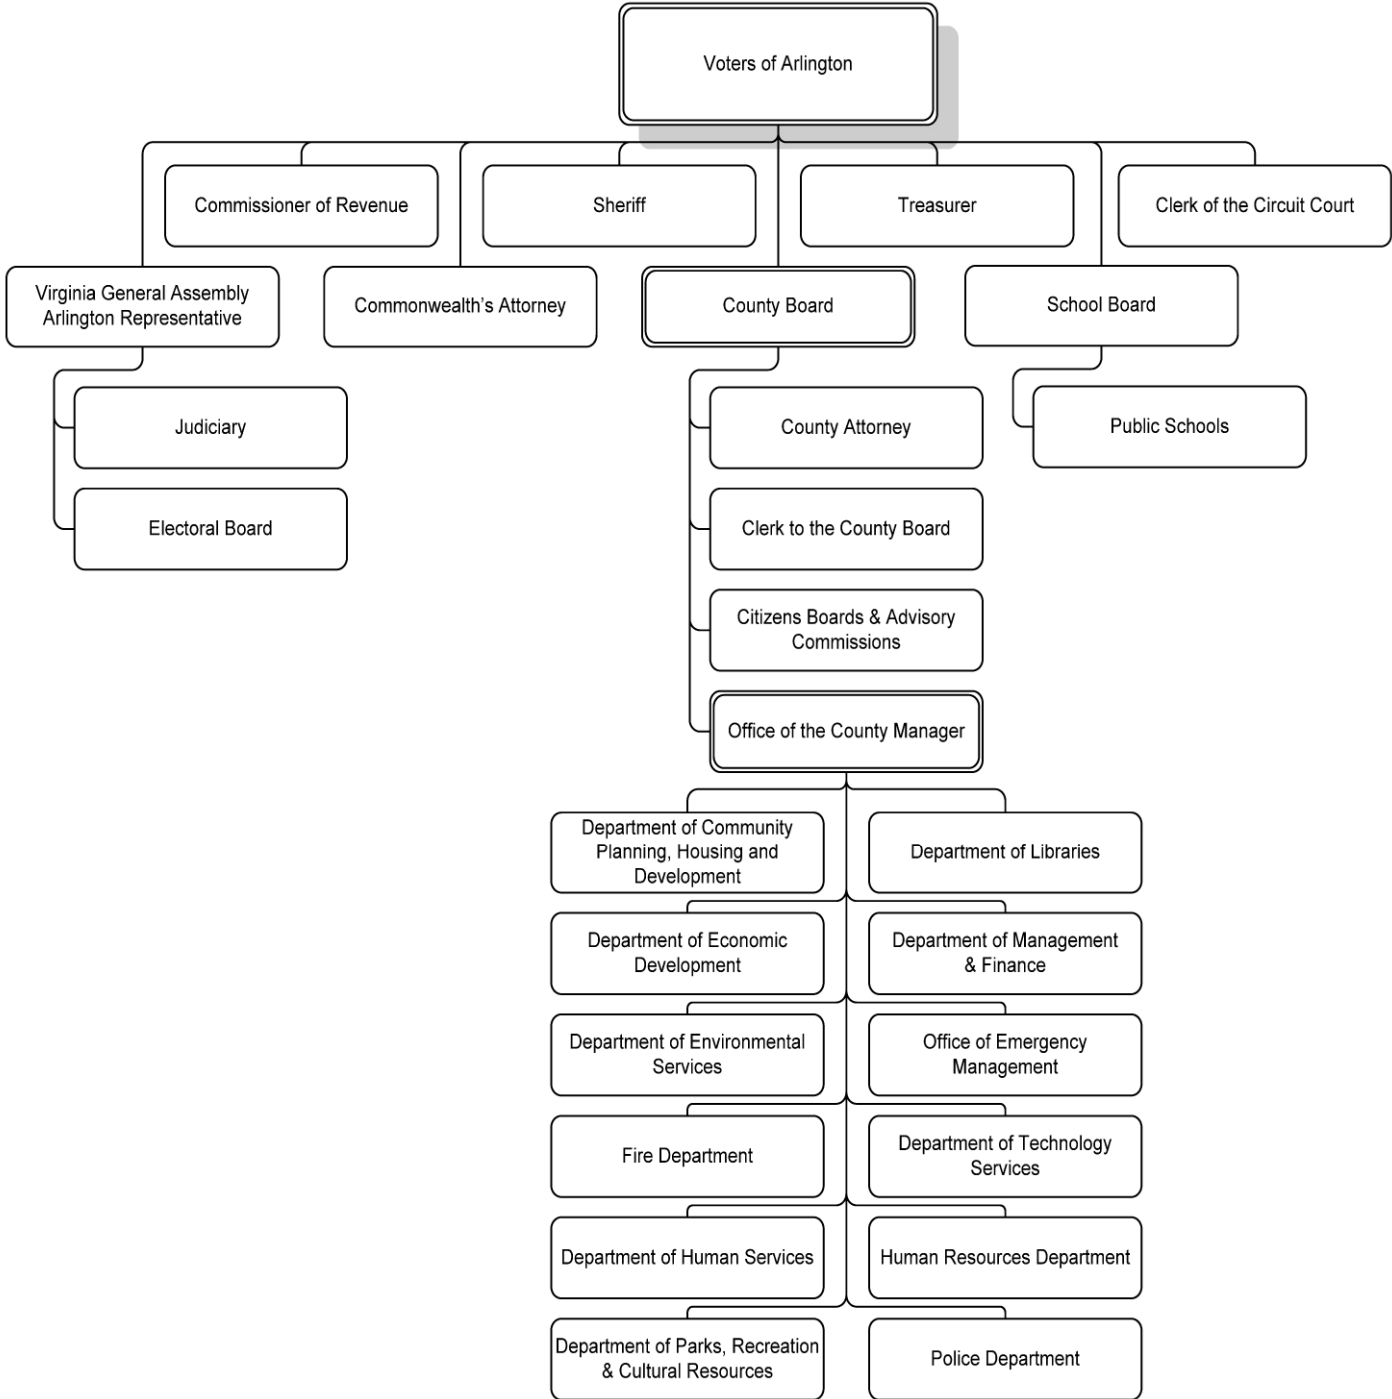 Voters of Arlington
Commissioner of Revenue
Sheriff
Treasurer
Clerk of the Circuit Court
Virginia General Assembly
Arlington Representative
Commonwealth’s Attorney
County Board
School Board
Judiciary
County Attorney
Public Schools
Electoral Board
Clerk to the County Board
Citizens Boards & Advisory
Commissions
Office of the County Manager
Department of Community
Planning, Housing and
Development
Department of Libraries
Department of Economic
Development
Department of Management
& Finance
Department of Environmental
Services
Office of Emergency
Management
Fire Department
Department of Technology
Services
Department of Human Services
Human Resources Department
Department of Parks, Recreation
& Cultural Resources
Police Department